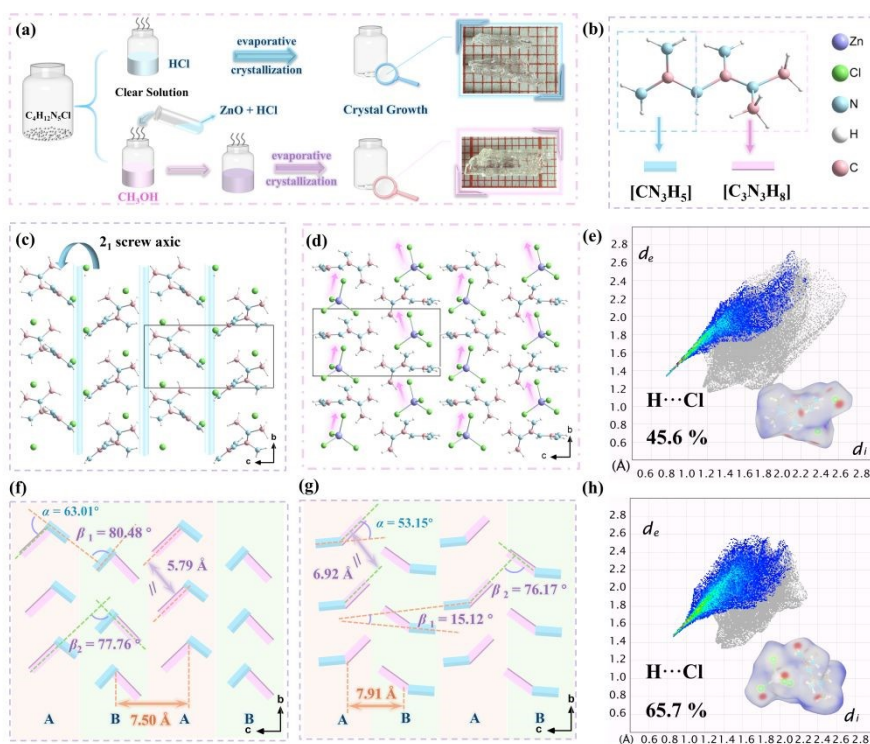 (a)
HCl
evaporative
crystallization
Clear Solution
C₄H₁₂N₅Cl
ZnO + HCl
Crystal Growth
CH₃OH
evaporative
crystallization
(b)
Zn
Cl
N
H
C
[CN₃H₅]
[C₃N₃H₈]
(c)
2₁ screw axic
b
c
(d)
b
c
(e)
2.8
2.6
2.4
2.2
2.0
1.8
1.6
1.4
1.2
1.0
0.8
0.6
dₑ
H···Cl
45.6 %
dᵢ
(Å)
0.6 0.8 1.0 1.2 1.4 1.6 1.8 2.0 2.2 2.4 2.6 2.8
(f)
α = 63.01°
β₁ = 80.48 °
5.79 Å
//
β₂ = 77.76 °
7.50 Å
A B A B
b
c
(g)
α = 53.15°
6.92 Å
//
β₂ = 76.17 °
β₁ = 15.12 °
7.91 Å
A B A B
b
c
(h)
2.8
2.6
2.4
2.2
2.0
1.8
1.6
1.4
1.2
1.0
0.8
0.6
dₑ
H···Cl
65.7 %
dᵢ
(Å)
0.6 0.8 1.0 1.2 1.4 1.6 1.8 2.0 2.2 2.4 2.6 2.8